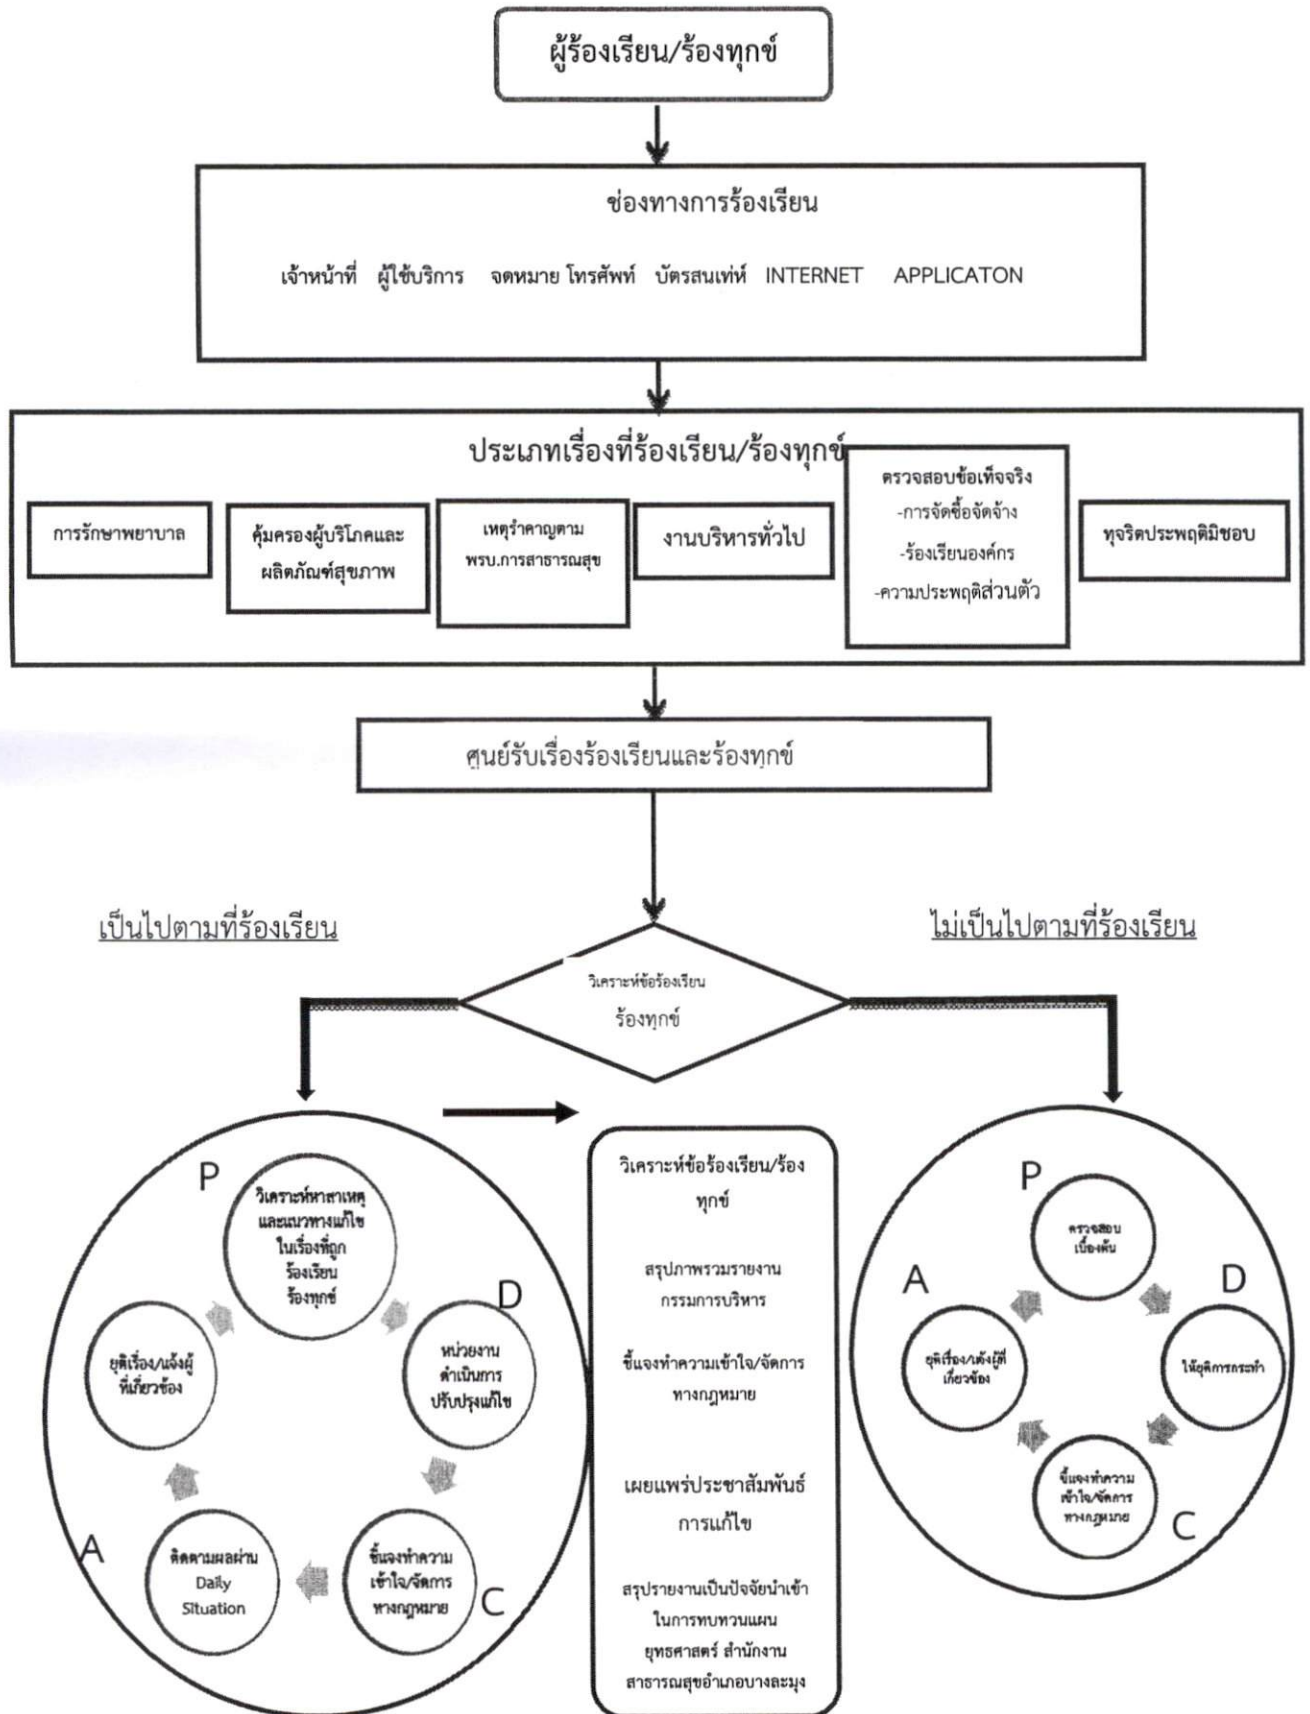 ผู้ร้องเรียน/ร้องทุกข์
ช่องทางการร้องเรียน
เจ้าหน้าที่ ผู้ใช้บริการ จดหมาย โทรศัพท์ บัตรสนเท่ห์ INTERNET APPLICATON
ประเภทเรื่องที่ร้องเรียน/ร้องทุกข์
การรักษาพยาบาล
คุ้มครองผู้บริโภคและ
ผลิตภัณฑ์สุขภาพ
เหตุรำคาญตาม
พรบ.การสาธารณสุข
งานบริหารทั่วไป
ตรวจสอบข้อเท็จจริง
-การจัดซื้อจัดจ้าง
-ร้องเรียนองค์กร
-ความประพฤติส่วนตัว
ทุจริตประพฤติมิชอบ
ศูนย์รับเรื่องร้องเรียนและร้องทุกข์
เป็นไปตามที่ร้องเรียน
ไม่เป็นไปตามที่ร้องเรียน
วิเคราะห์ข้อร้องเรียน
ร้องทุกข์
P
วิเคราะห์หาสาเหตุ
และแนวทางแก้ไข
ในเรื่องที่ถูก
ร้องเรียน
ร้องทุกข์
D
หน่วยงาน
ดำเนินการ
ปรับปรุงแก้ไข
C
ชี้แจงทำความ
เข้าใจ/จัดการ
ทางกฎหมาย
A
ติดตามผลผ่าน
Daily
Situation
ยุติเรื่อง/แจ้งผู้
ที่เกี่ยวข้อง
วิเคราะห์ข้อร้องเรียน/ร้อง
ทุกข์
สรุปภาพรวมรายงาน
กรรมการบริหาร
ชี้แจงทำความเข้าใจ/จัดการ
ทางกฎหมาย
เผยแพร่ประชาสัมพันธ์
การแก้ไข
สรุปรายงานเป็นปัจจัยนำเข้า
ในการทบทวนแผน
ยุทธศาสตร์ สำนักงาน
สาธารณสุขอำเภอบางละมุง
P
ตรวจสอบ
เบื้องต้น
D
ให้ยุติการกระทำ
C
ชี้แจงทำความ
เข้าใจ/จัดการ
ทางกฎหมาย
A
ยุติเรื่อง/แจ้งผู้ที่
เกี่ยวข้อง